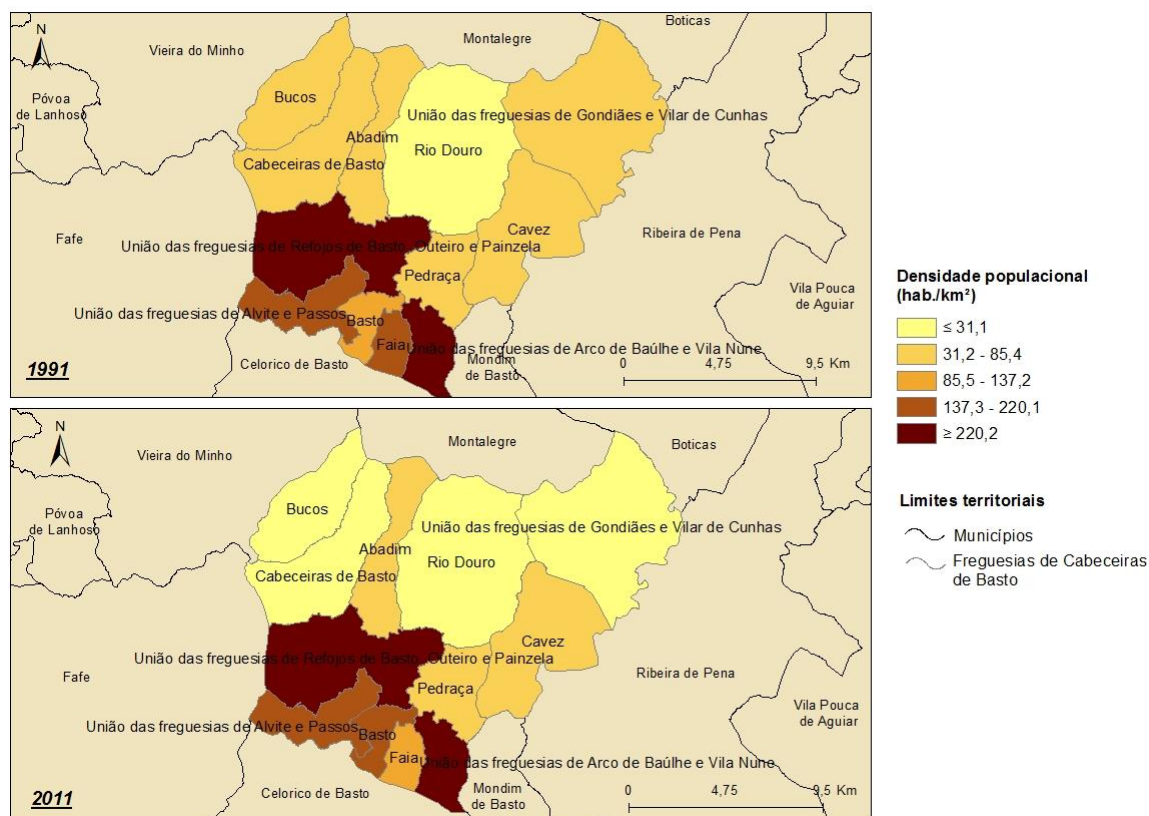 N
Vieira do Minho
Montalegre
Boticas
Póvoa
de Lanhoso
Bucos
União das freguesias de Gondiães e Vilar de Cunhas
Abadim
Rio Douro
Cabeceiras de Basto
Cavez
Fafe
União das freguesias de Refojos de Basto, Outeiro e Painzela
Ribeira de Pena
Pedraça
Vila Pouca
de Aguiar
União das freguesias de Alvite e Passos
Basto
Faia
União das freguesias de Arco de Baúlhe e Vila Nune
Celorico de Basto
Mondim
de Basto
0 4,75 9,5 Km
1991
N
Vieira do Minho
Montalegre
Boticas
Póvoa
de Lanhoso
Bucos
União das freguesias de Gondiães e Vilar de Cunhas
Abadim
Rio Douro
Cabeceiras de Basto
Cavez
Fafe
União das freguesias de Refojos de Basto, Outeiro e Painzela
Ribeira de Pena
Pedraça
Vila Pouca
de Aguiar
União das freguesias de Alvite e Passos
Basto
Faia
União das freguesias de Arco de Baúlhe e Vila Nune
Celorico de Basto
Mondim
de Basto
0 4,75 9,5 Km
2011
Densidade populacional
(hab./km²)
≤ 31,1
31,2 - 85,4
85,5 - 137,2
137,3 - 220,1
≥ 220,2
Limites territoriais
Municípios
Freguesias de Cabeceiras
de Basto